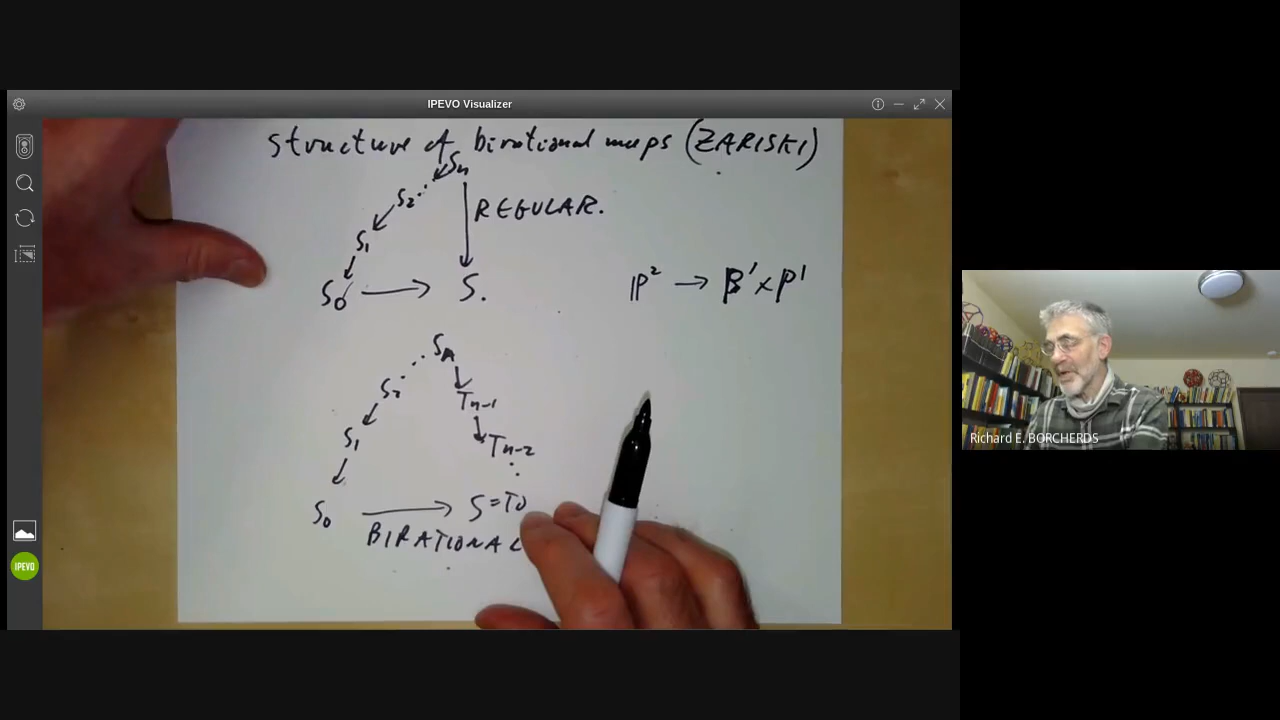 IPEVO Visualizer
structure of birational maps (ZARISKI)
Sn
S2
REGULAR.
S1
S0 → S.
P² → P¹ x P¹
Sn
S2
Tn-1
S1
Tn-2
S0 → S = T0
BIRATIONAL
IPEVO
Richard E. BORCHERDS